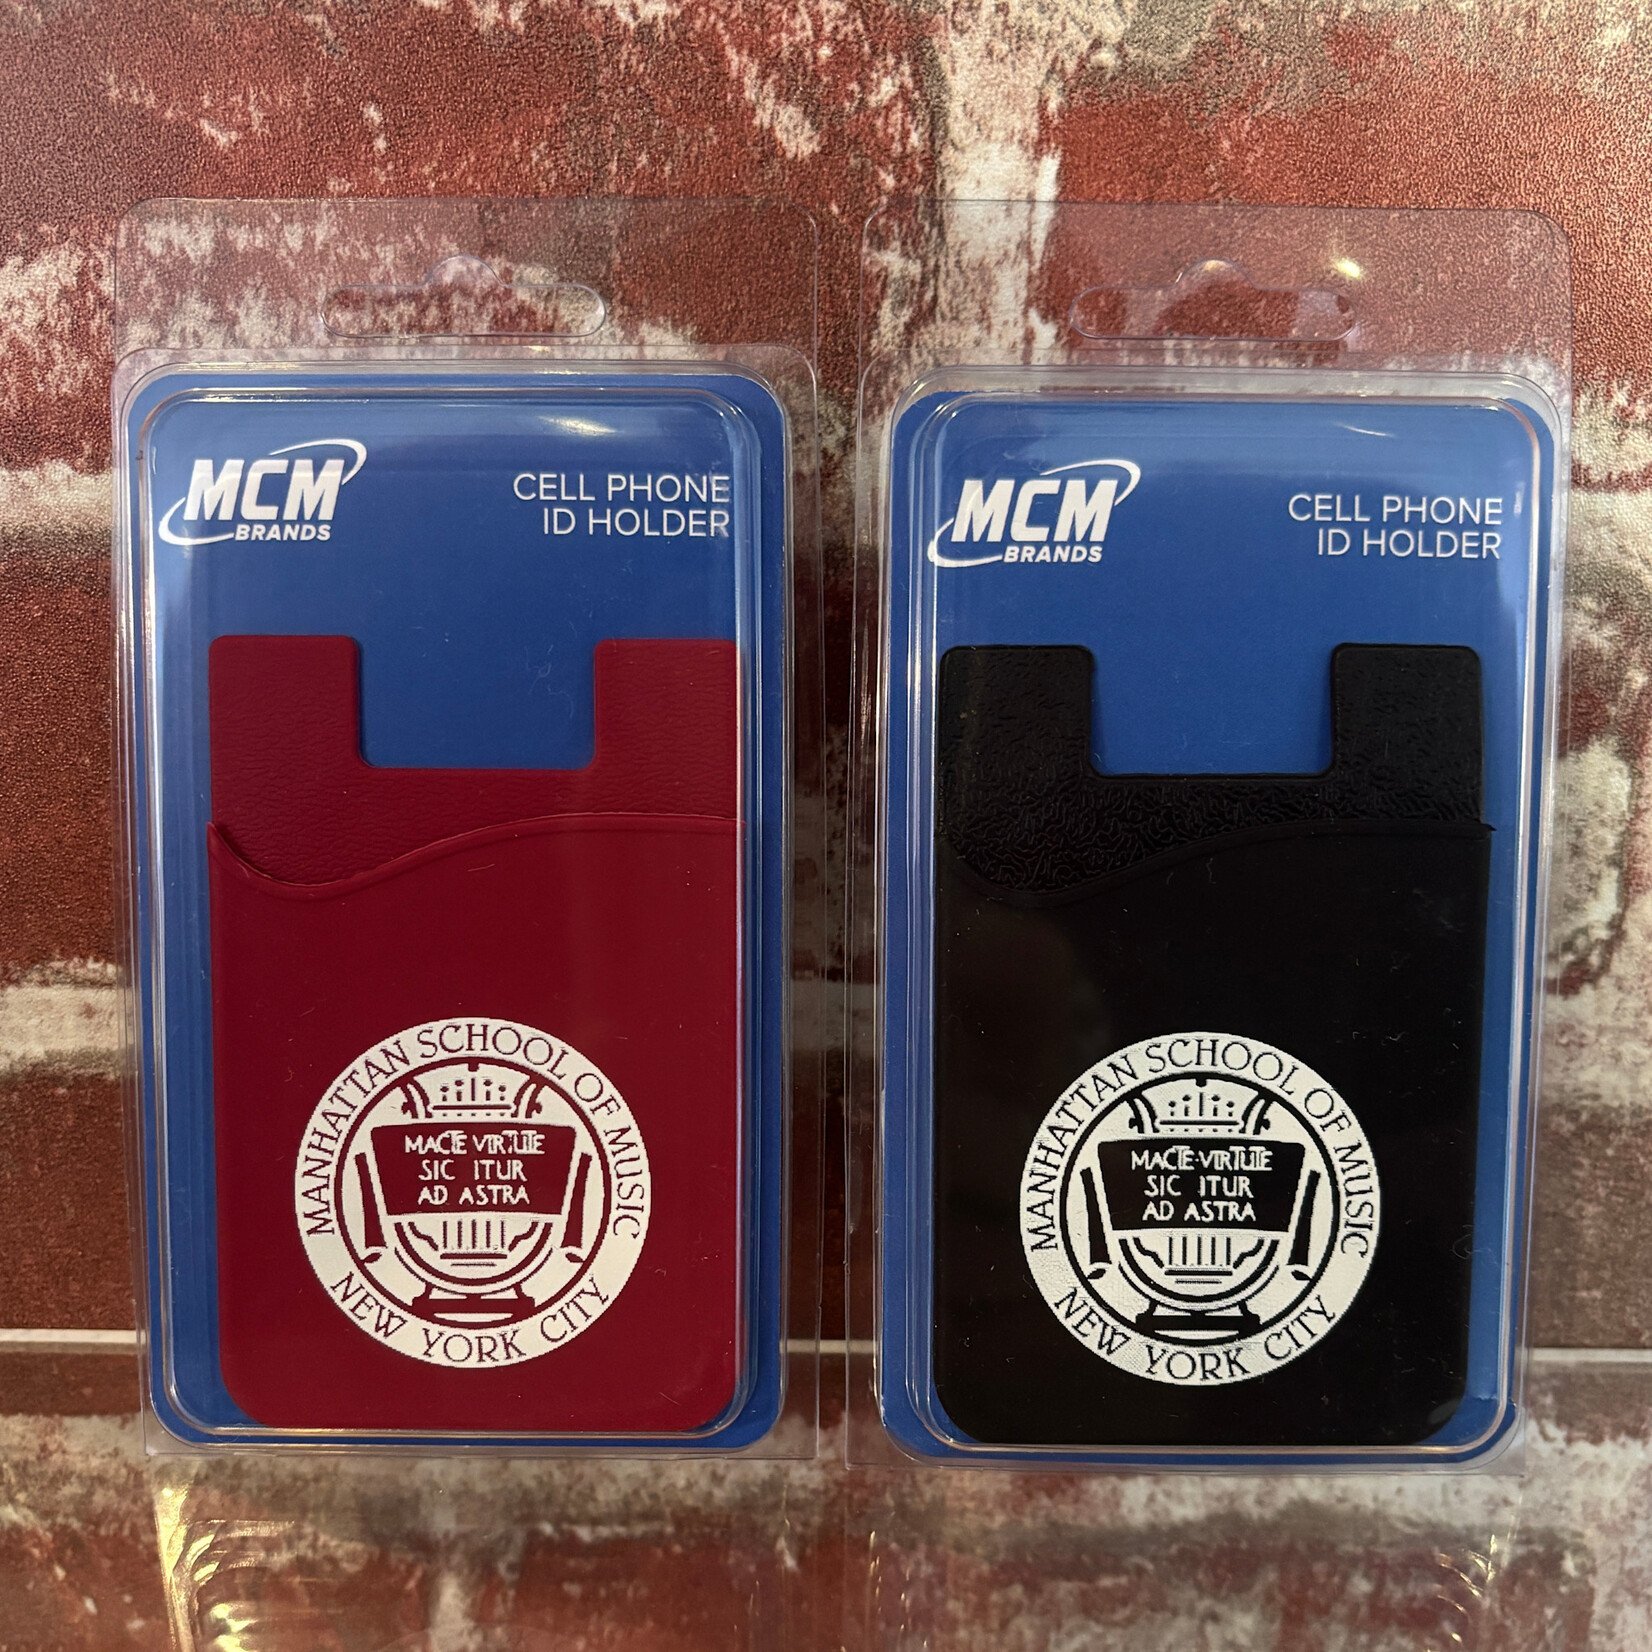 MCM
BRANDS
CELL PHONE
ID HOLDER
MANHATTAN SCHOOL OF MUSIC
MACTE VIRTUTE
SIC ITUR
AD ASTRA
NEW YORK CITY
MCM
BRANDS
CELL PHONE
ID HOLDER
MANHATTAN SCHOOL OF MUSIC
MACTE VIRTUTE
SIC ITUR
AD ASTRA
NEW YORK CITY